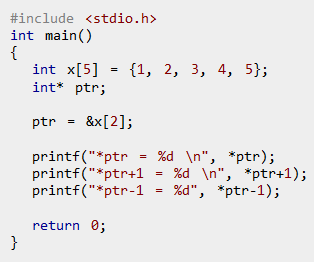 #include <stdio.h>
int main()
{
int x[5] = {1, 2, 3, 4, 5};
int* ptr;
ptr = &x[2];
printf("*ptr = %d \n", *ptr);
printf("*ptr+1 = %d \n", *ptr+1);
printf("*ptr-1 = %d", *ptr-1);
return 0;
}